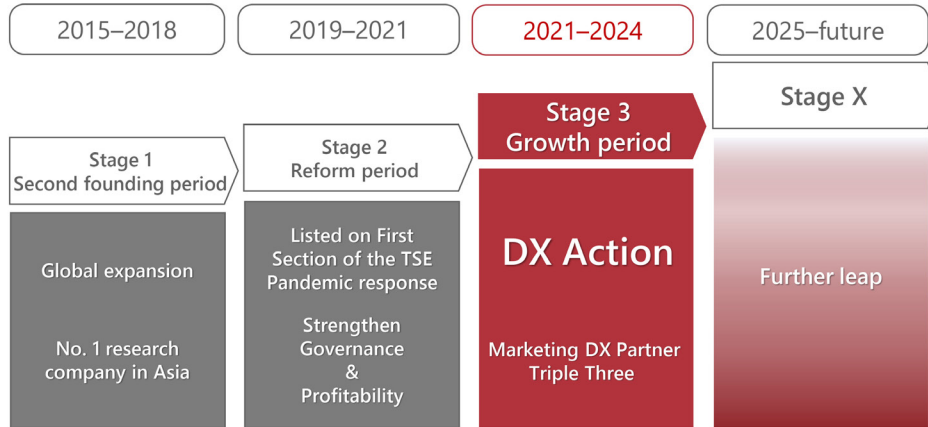 2015–2018
2019–2021
2021–2024
2025–future
Stage 1
Second founding period
Stage 2
Reform period
Stage 3
Growth period
Stage X
Global expansion
No. 1 research
company in Asia
Listed on First
Section of the TSE
Pandemic response
Strengthen
Governance
&
Profitability
DX Action
Marketing DX Partner
Triple Three
Further leap